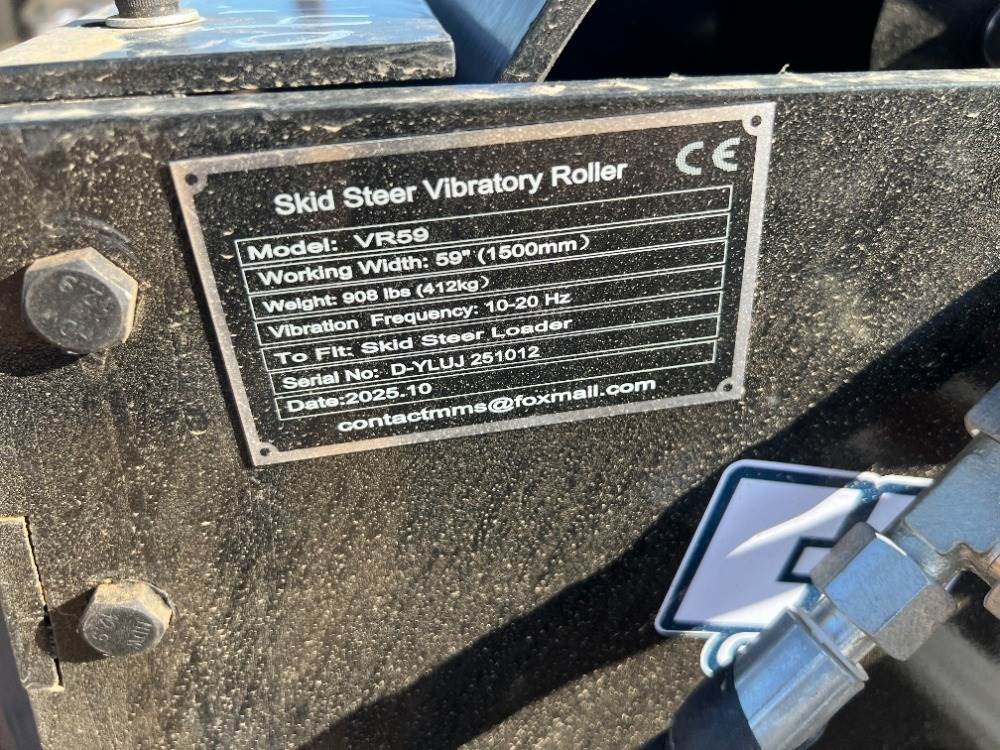 Skid Steer Vibratory Roller
CE
Model: VR59
Working Width: 59" (1500mm)
Weight: 908 lbs (412kg)
Vibration Frequency: 10-20 Hz
To Fit: Skid Steer Loader
Serial No: D-YLUJ 251012
Date:2025.10
contactmms@foxmail.com